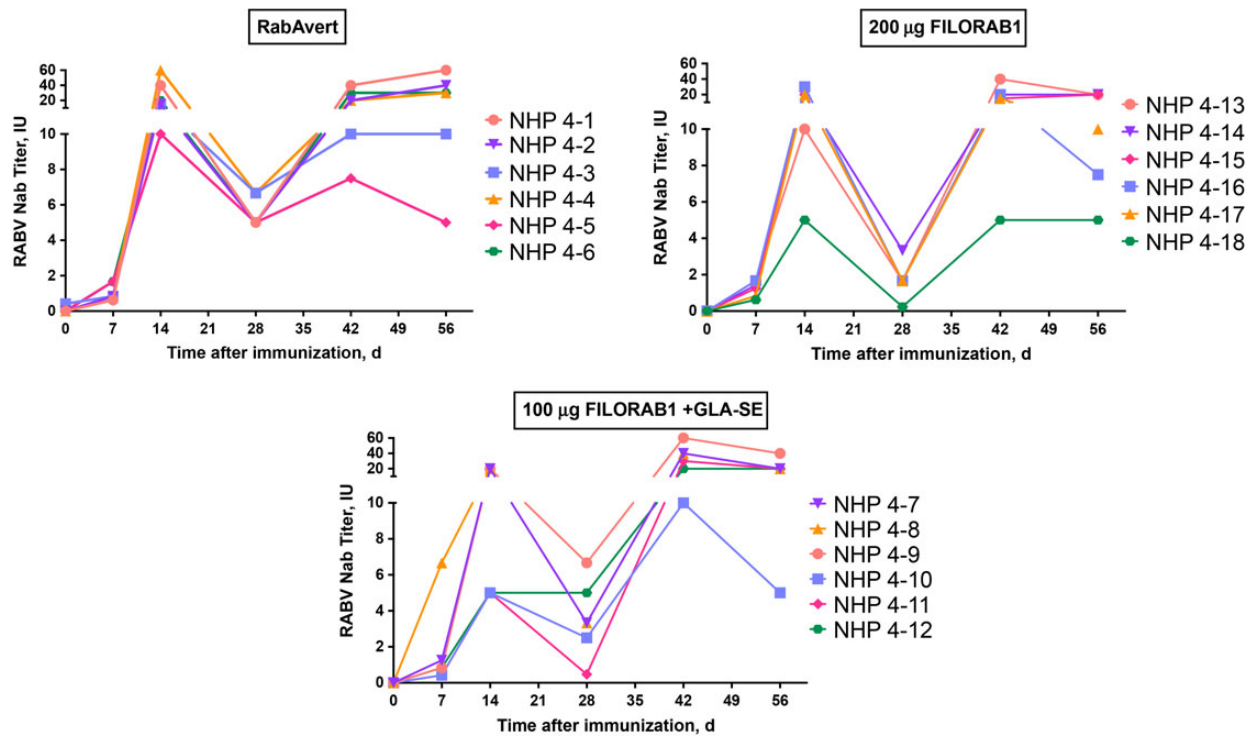 RabAvert
60
40
20
10
8
6
4
2
0
RABV Nab Titer, IU
0 7 14 21 28 35 42 49 56
Time after immunization, d
NHP 4-1
NHP 4-2
NHP 4-3
NHP 4-4
NHP 4-5
NHP 4-6
200 µg FILORAB1
60
40
20
10
8
6
4
2
0
RABV Nab Titer, IU
0 7 14 21 28 35 42 49 56
Time after immunization, d
NHP 4-13
NHP 4-14
NHP 4-15
NHP 4-16
NHP 4-17
NHP 4-18
100 µg FILORAB1 +GLA-SE
60
40
20
10
8
6
4
2
0
RABV Nab Titer, IU
0 7 14 21 28 35 42 49 56
Time after immunization, d
NHP 4-7
NHP 4-8
NHP 4-9
NHP 4-10
NHP 4-11
NHP 4-12